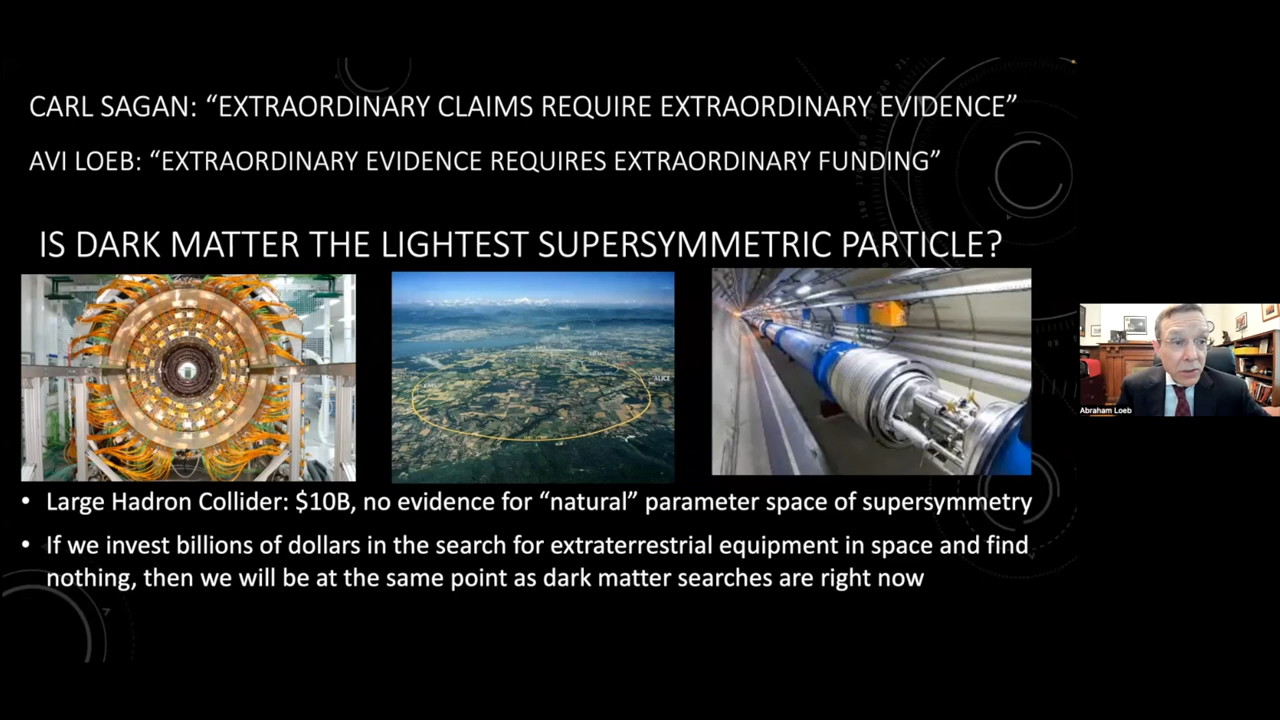 CARL SAGAN: “EXTRAORDINARY CLAIMS REQUIRE EXTRAORDINARY EVIDENCE”
AVI LOEB: “EXTRAORDINARY EVIDENCE REQUIRES EXTRAORDINARY FUNDING”
IS DARK MATTER THE LIGHTEST SUPERSYMMETRIC PARTICLE?
ALICE
• Large Hadron Collider: $10B, no evidence for “natural” parameter space of supersymmetry
• If we invest billions of dollars in the search for extraterrestrial equipment in space and find
nothing, then we will be at the same point as dark matter searches are right now
Abraham Loeb